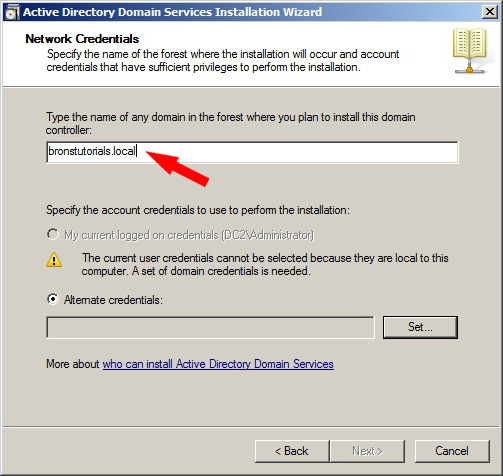 Active Directory Domain Services Installation Wizard
Network Credentials
Specify the name of the forest where the installation will occur and account
credentials that have sufficient privileges to perform the installation.
Type the name of any domain in the forest where you plan to install this domain
controller:
bronstutorials.local
Specify the account credentials to use to perform the installation:
My current logged on credentials (DC2\Administrator)
The current user credentials cannot be selected because they are local to this
computer. A set of domain credentials is needed.
Alternate credentials:
Set...
More about who can install Active Directory Domain Services
< Back
Next >
Cancel